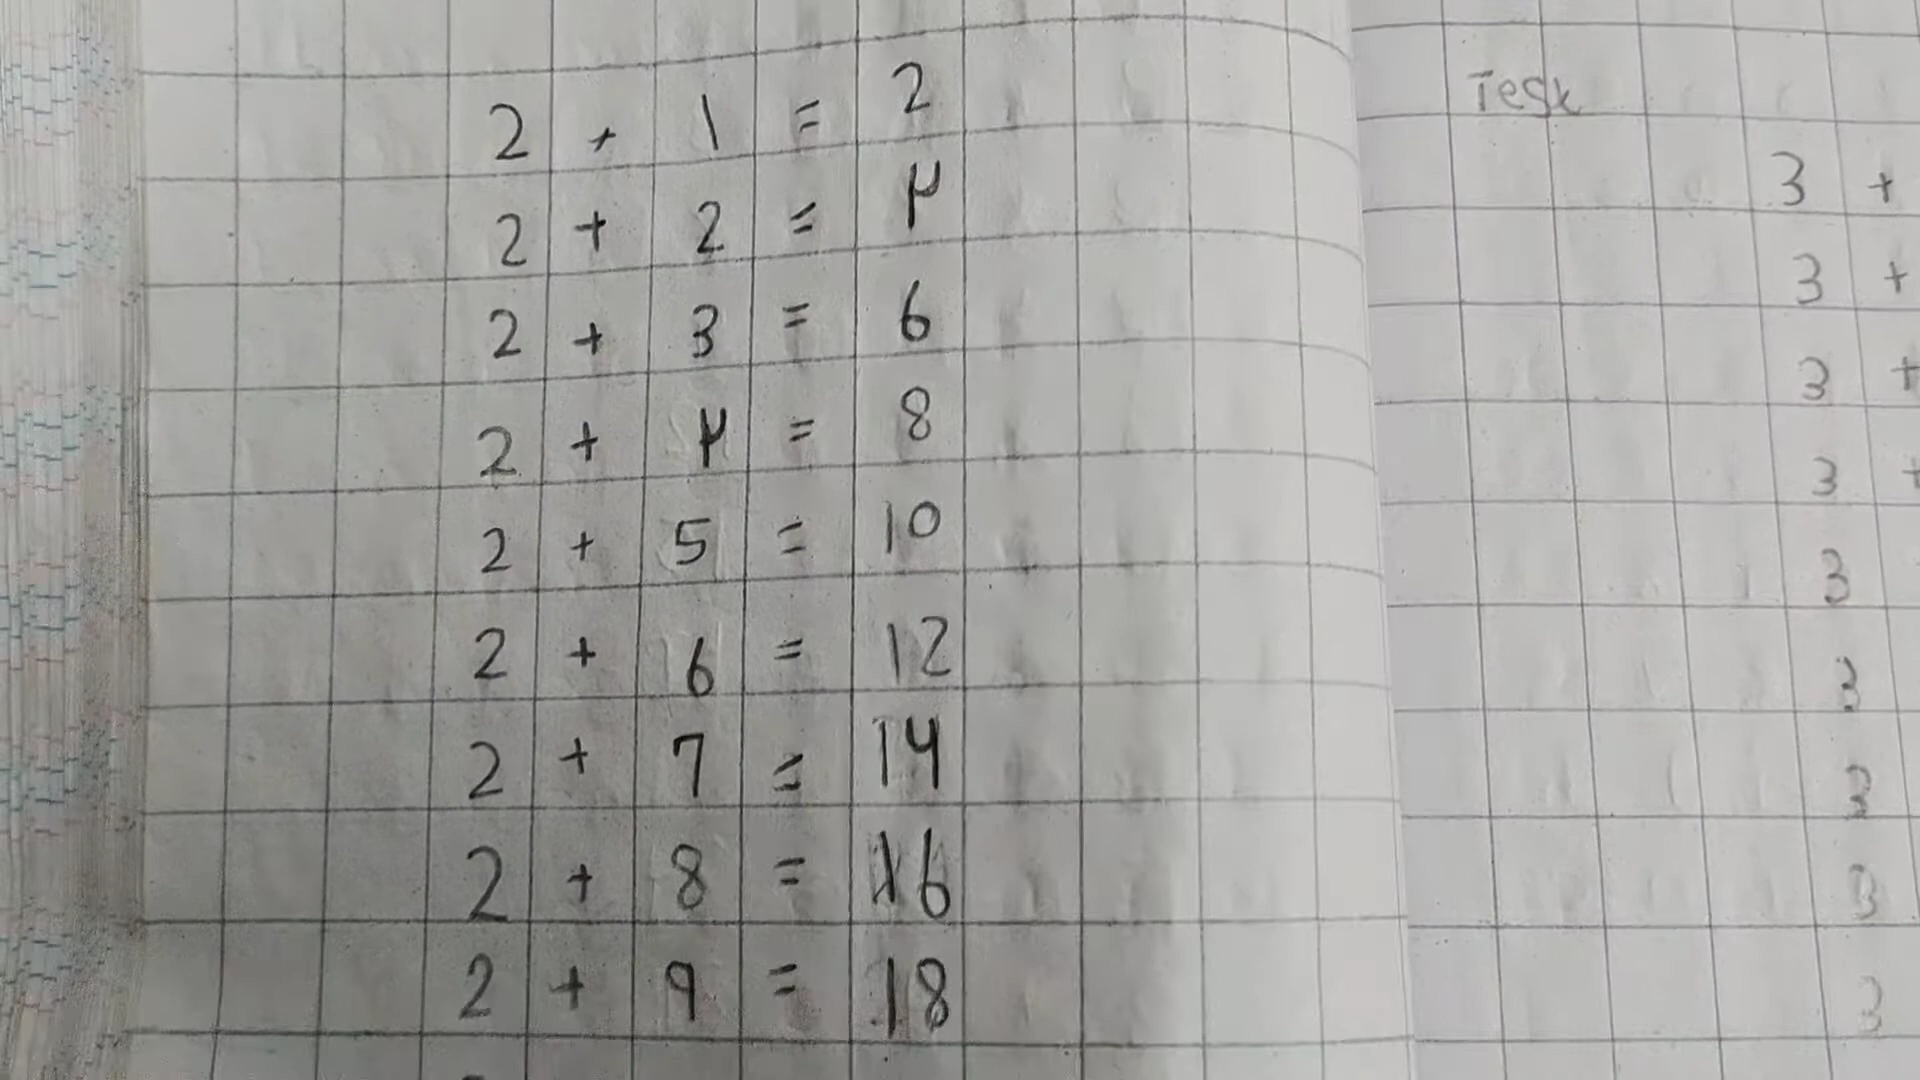 2 + 1 = 2
2 + 2 = 4
2 + 3 = 6
2 + 4 = 8
2 + 5 = 10
2 + 6 = 12
2 + 7 = 14
2 + 8 = 16
2 + 9 = 18
3 +
3 +
3 +
3 +
3
3
3
3
3